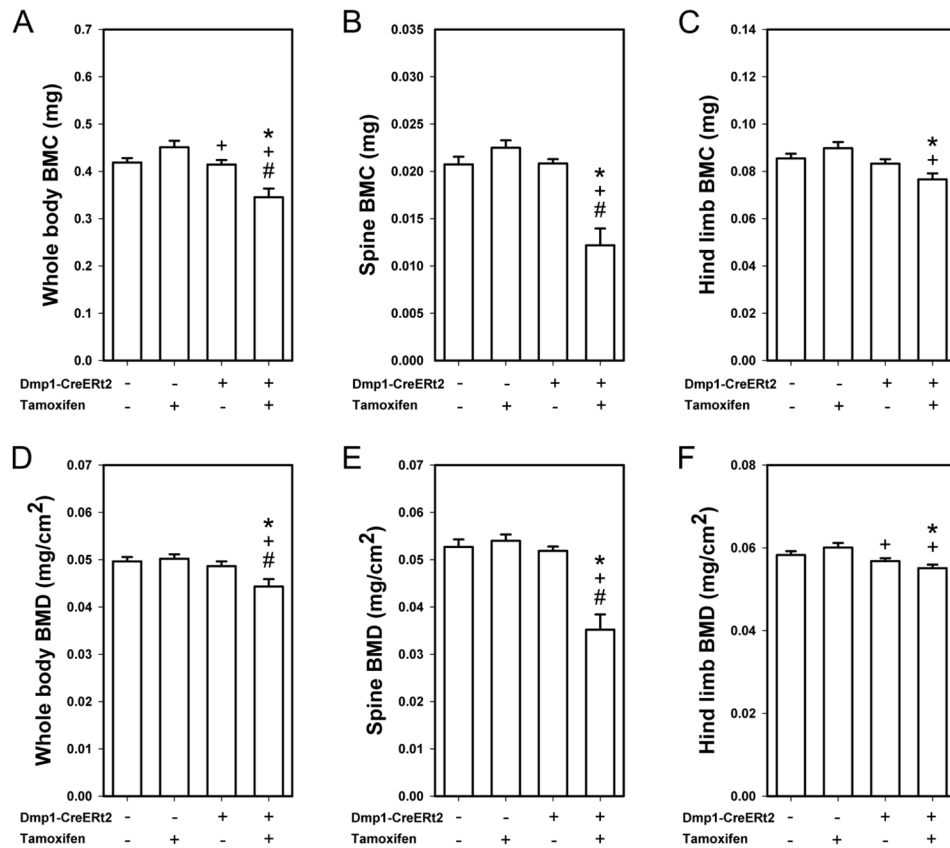 A
Whole body BMC (mg)
0.7
0.6
0.5
0.4
0.3
0.2
0.1
0.0
+
*
+
#
Dmp1-CreERt2 - - + +
Tamoxifen - + - +
B
Spine BMC (mg)
0.035
0.030
0.025
0.020
0.015
0.010
0.005
0.000
*
+
#
Dmp1-CreERt2 - - + +
- + - +
C
Hind limb BMC (mg)
0.14
0.12
0.10
0.08
0.06
0.04
0.02
0.00
*
+
Dmp1-CreERt2 - - + +
Tamoxifen - + - +
D
Whole body BMD (mg/cm²)
0.07
0.06
0.05
0.04
0.03
0.02
0.01
0.00
*
+
#
Dmp1-CreERt2 - - + +
Tamoxifen - + - +
E
Spine BMD (mg/cm²)
0.07
0.06
0.05
0.04
0.03
0.02
0.01
0.00
*
+
#
- - + +
- + - +
F
Hind limb BMD (mg/cm²)
0.08
0.06
0.04
0.02
0.00
+
*
+
Dmp1-CreERt2 - - + +
Tamoxifen - + - +